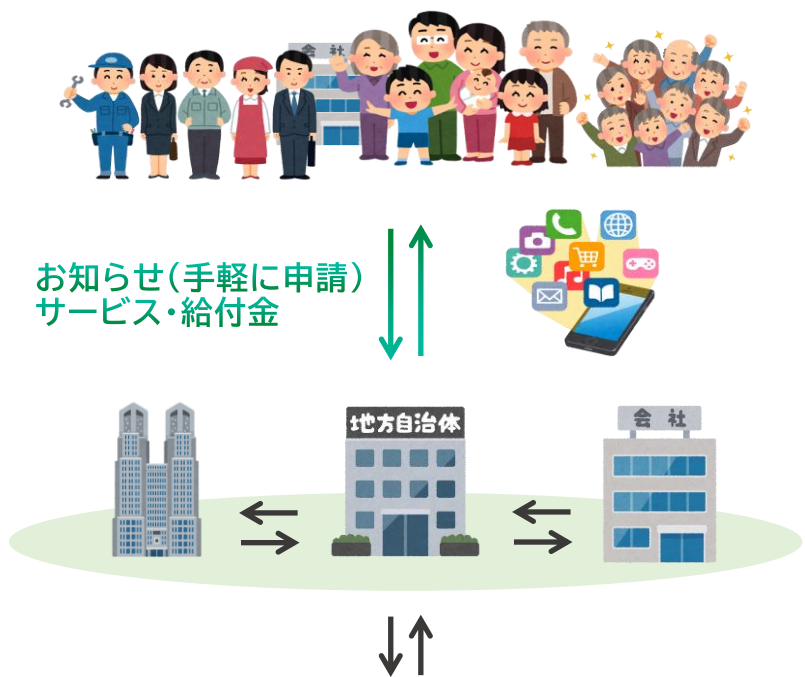 会社
お知らせ（手軽に申請）
サービス・給付金
地方自治体
会社